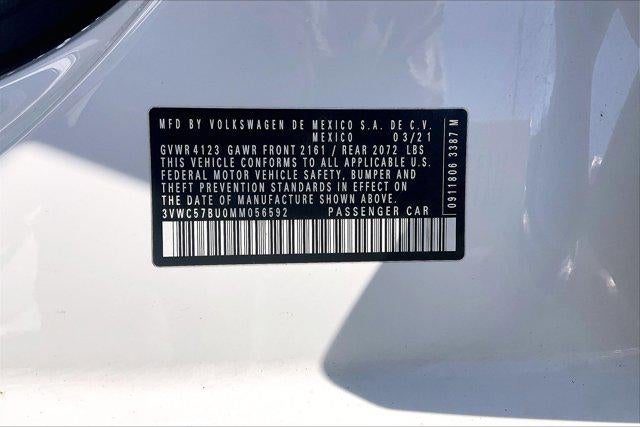 MFD BY VOLKSWAGEN DE MEXICO S.A. DE C.V.
MEXICO 03/21
GVWR 4123 GAWR FRONT 2161 / REAR 2072 LBS
THIS VEHICLE CONFORMS TO ALL APPLICABLE U.S.
FEDERAL MOTOR VEHICLE SAFETY, BUMPER AND
THEFT PREVENTION STANDARDS IN EFFECT ON
THE DATE OF MANUFACTURE SHOWN ABOVE.
3VWC57BU0MM056592 PASSENGER CAR
0911806 3387 M